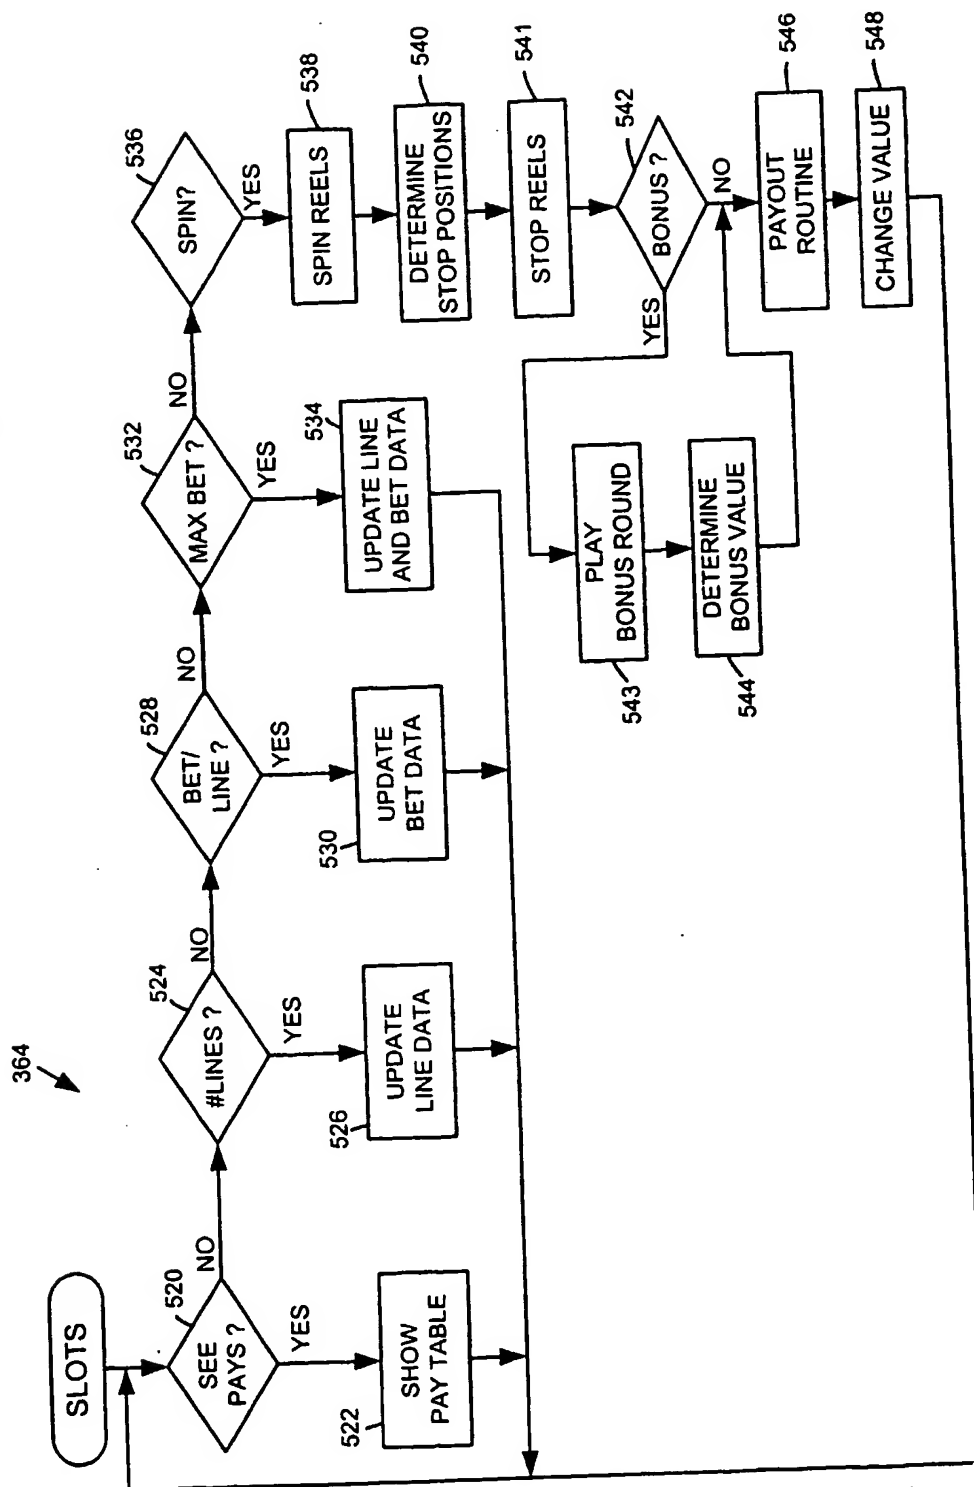 364
SLOTS
520
SEE
PAYS ?
NO
YES
522
SHOW
PAY TABLE
524
#LINES ?
NO
YES
526
UPDATE
LINE DATA
528
BET/
LINE ?
NO
YES
530
UPDATE
BET DATA
532
MAX BET ?
NO
YES
534
UPDATE LINE
AND BET DATA
536
SPIN?
YES
538
SPIN REELS
540
DETERMINE
STOP POSITIONS
541
STOP REELS
542
BONUS ?
YES
NO
543
PLAY
BONUS ROUND
544
DETERMINE
BONUS VALUE
546
PAYOUT
ROUTINE
548
CHANGE VALUE